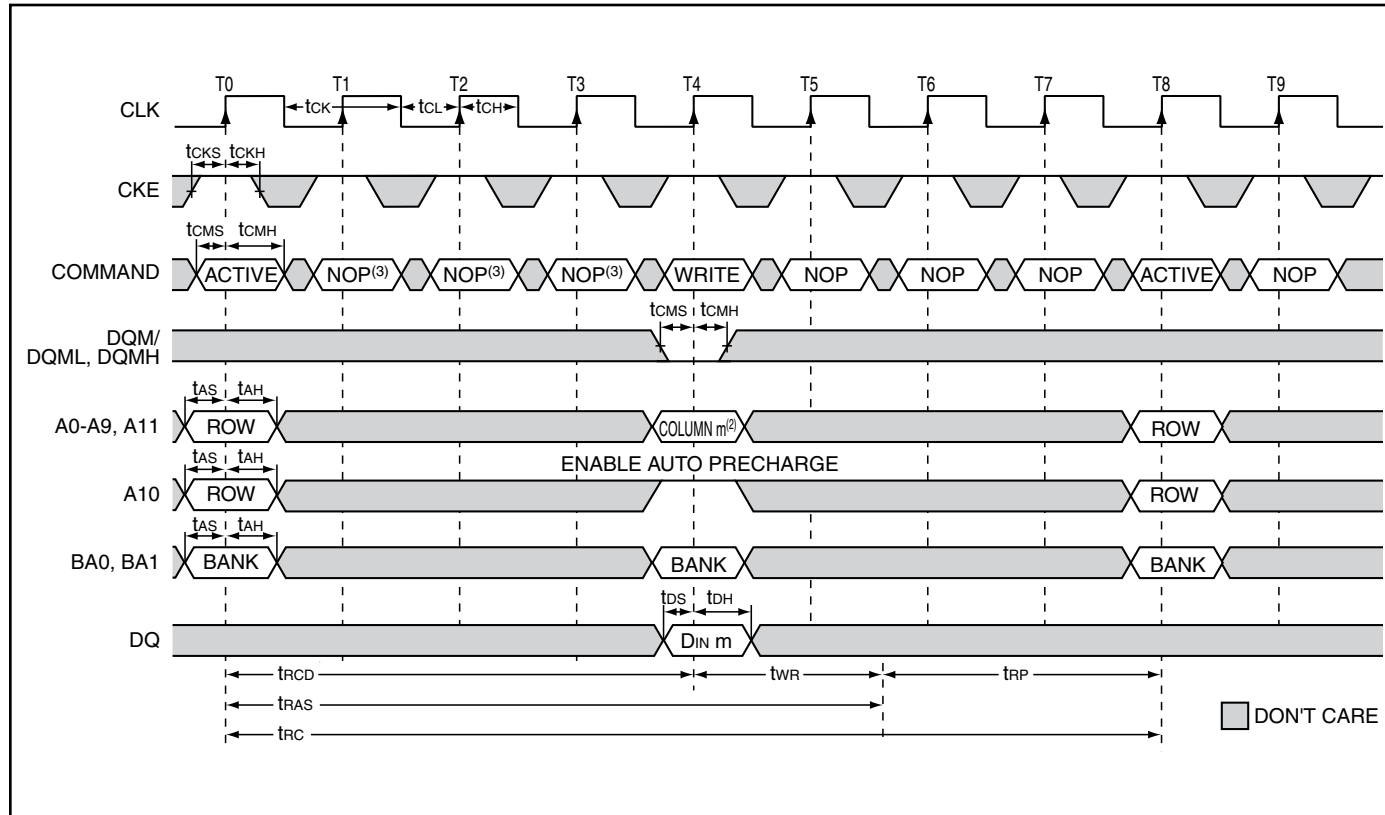 T0 T1 T2 T3 T4 T5 T6 T7 T8 T9
CLK
tCK tCL tCH
tCKS tCKH
CKE
tCMS tCMH
COMMAND ACTIVE NOP(3) NOP(3) NOP(3) WRITE NOP NOP NOP ACTIVE NOP
tCMS tCMH
DQM/
DQML, DQMH
tAS tAH
A0-A9, A11 ROW COLUMN m(2) ROW
tAS tAH ENABLE AUTO PRECHARGE
A10 ROW ROW
tAS tAH
BA0, BA1 BANK BANK BANK
tDS tDH
DQ DIN m
tRCD tWR tRP
tRAS
tRC
DON'T CARE